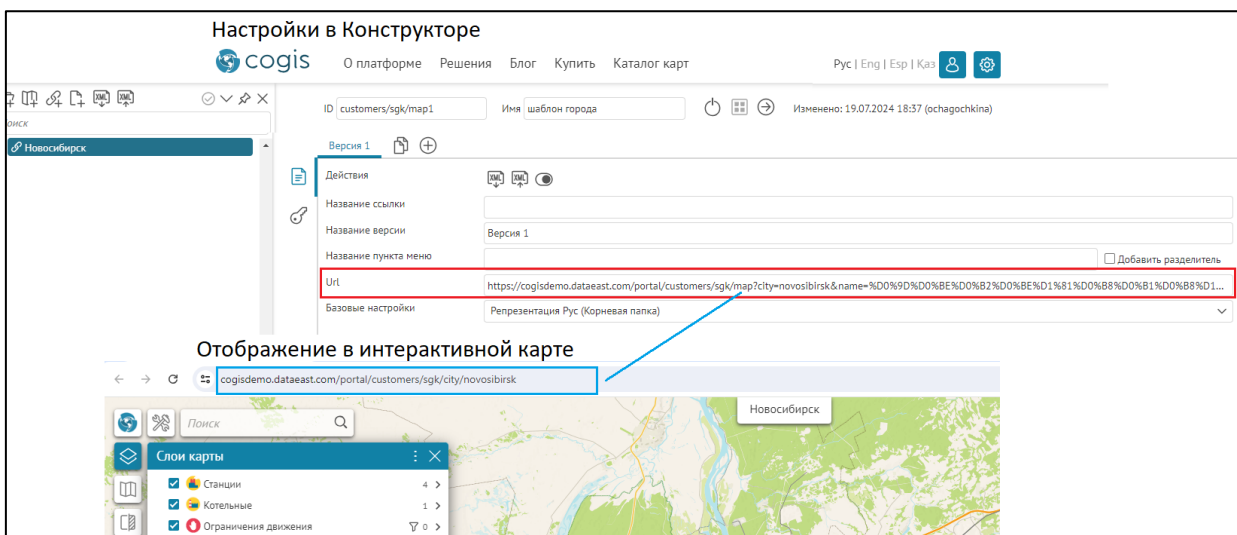 Настройки в Конструкторе
cogis О платформе Решения Блог Купить Каталог карт Рус | Eng | Esp | Қаз
XML XML
ID customers/sgk/map1 Имя шаблон города Изменено: 19.07.2024 18:37 (ochagochkina)
Новосибирск
Версия 1
Действия XML XML
Название ссылки
Название версии Версия 1
Название пункта меню Добавить разделитель
Url https://cogisdemo.dataeast.com/portal/customers/sgk/map?city=novosibirsk&name=%D0%9D%D0%BE%D0%B2%D0%BE%D1%81%D0%B8%D0%B1%D0%B8%D1...
Базовые настройки Репрезентация Рус (Корневая папка)
Отображение в интерактивной карте
cogisdemo.dataeast.com/portal/customers/sgk/city/novosibirsk
Поиск Новосибирск
Слои карты
Станции 4
Котельные 1
Ограничения движения 0